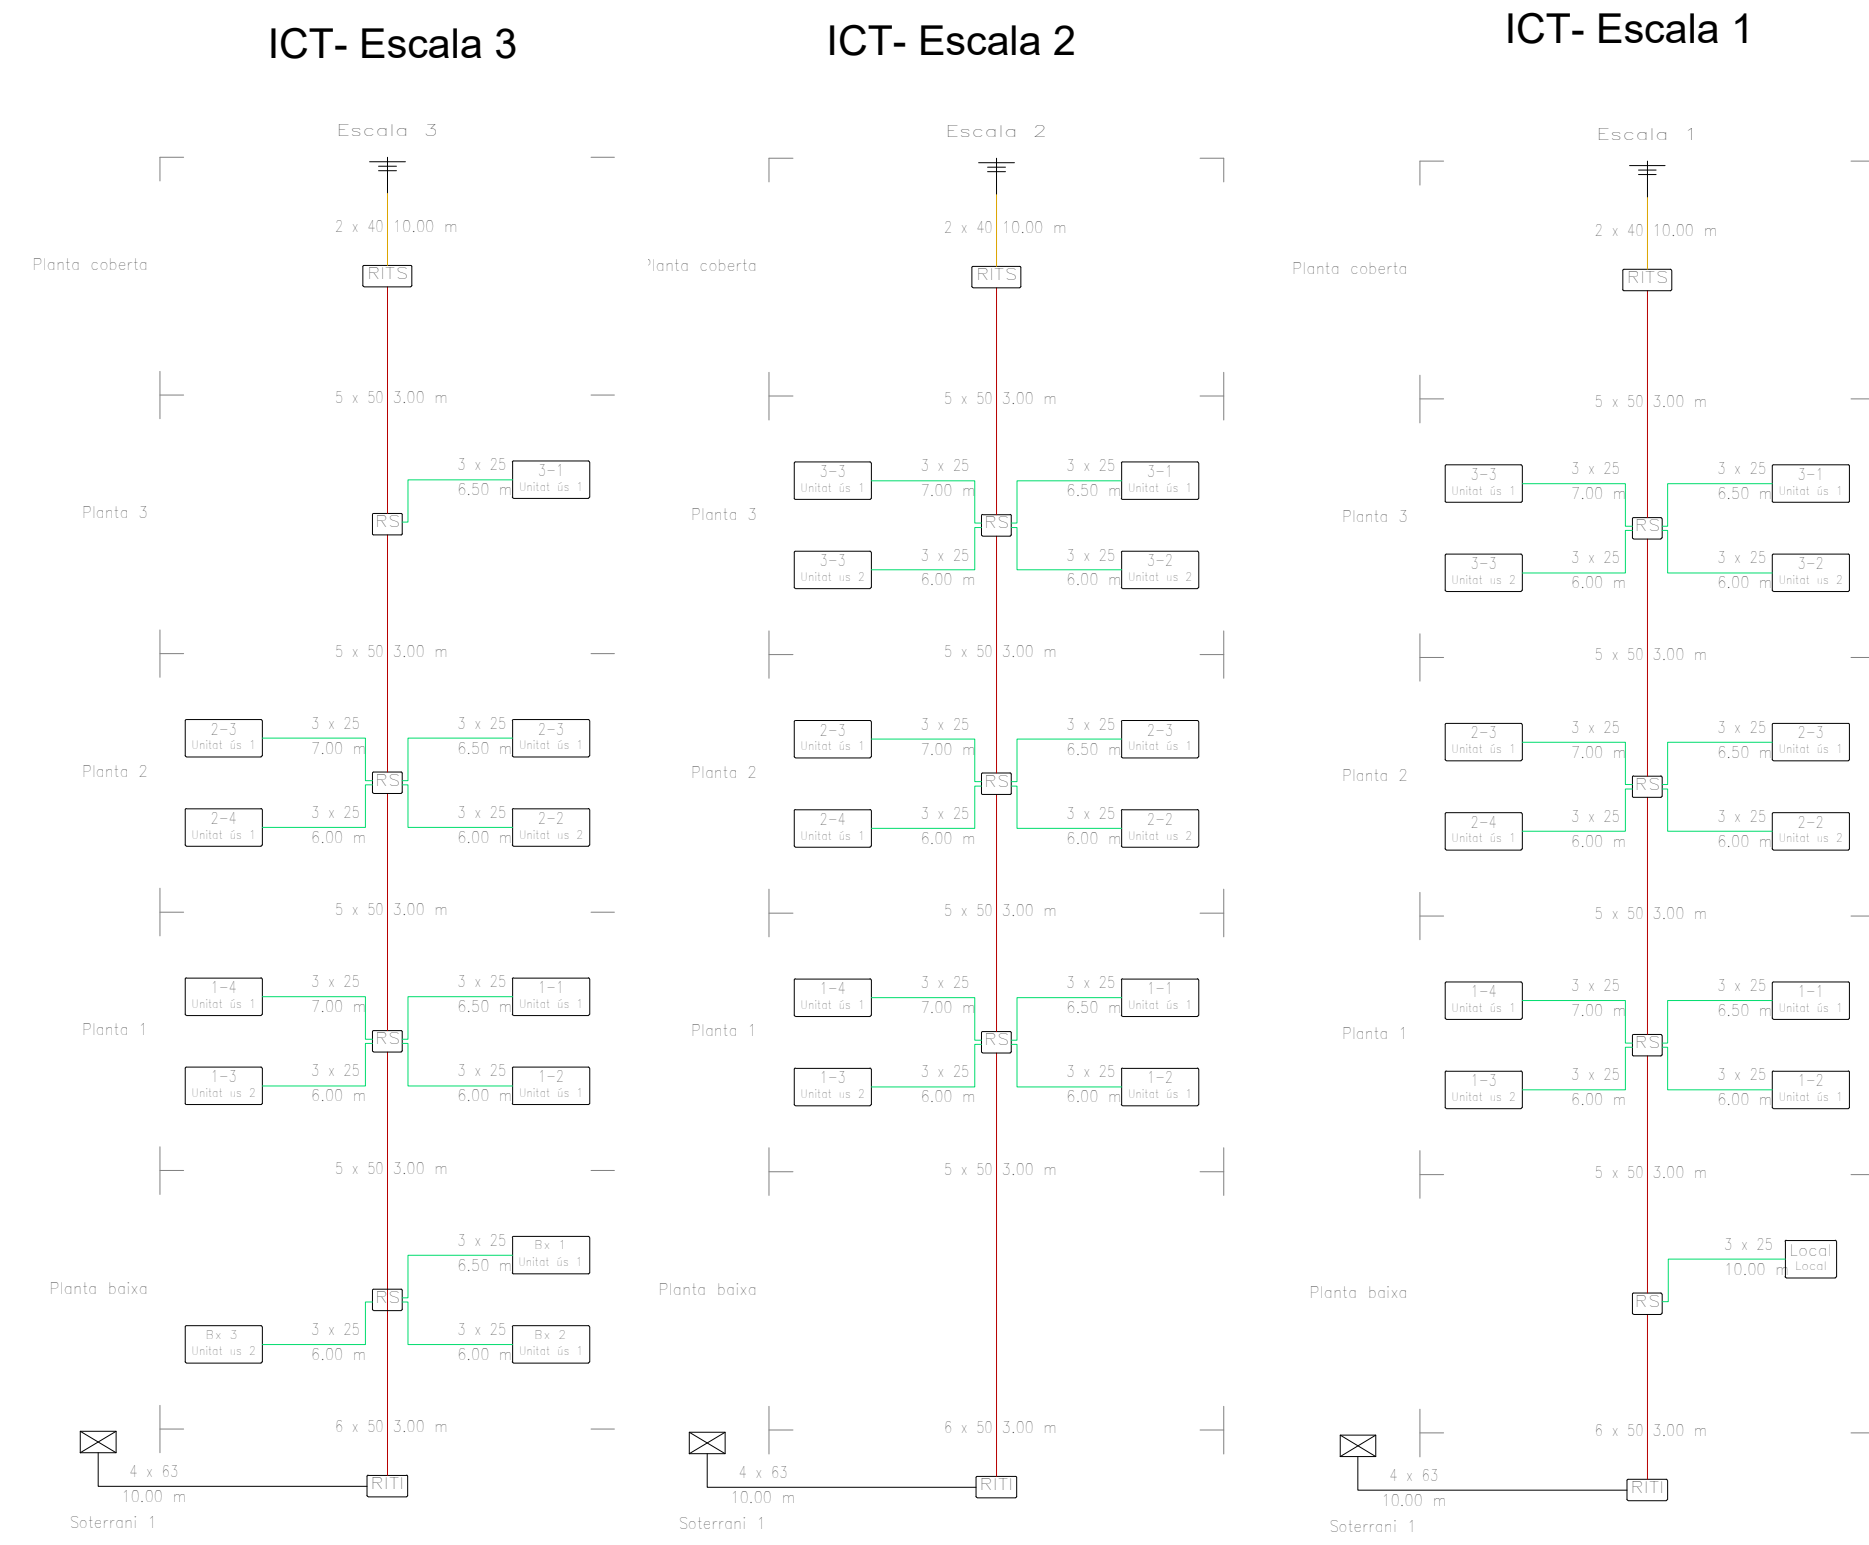 ICT- Escala 3
Escala 3
2 x 40 10.00 m
Planta coberta
RITS
5 x 50 3.00 m
3 x 25
3-1
Unitat ús 1
6.50 m
Planta 3
RS
5 x 50 3.00 m
2-3
Unitat ús 1
3 x 25
7.00 m
3 x 25
6.50 m
2-3
Unitat ús 1
Planta 2
RS
2-4
Unitat ús 1
3 x 25
6.00 m
3 x 25
6.00 m
2-2
Unitat us 2
5 x 50 3.00 m
1-4
Unitat ús 1
3 x 25
7.00 m
3 x 25
6.50 m
1-1
Unitat ús 1
Planta 1
RS
1-3
Unitat us 2
3 x 25
6.00 m
3 x 25
6.00 m
1-2
Unitat ús 1
5 x 50 3.00 m
3 x 25
6.50 m
Bx 1
Unitat ús 1
Planta baixa
RS
Bx 3
Unitat us 2
3 x 25
6.00 m
3 x 25
6.00 m
Bx 2
Unitat ús 1
6 x 50 3.00 m
4 x 63
10.00 m
RITI
Soterrani 1
ICT- Escala 2
Escala 2
2 x 40 10.00 m
Planta coberta
RITS
5 x 50 3.00 m
3-3
Unitat ús 1
3 x 25
7.00 m
3 x 25
6.50 m
3-1
Unitat ús 1
Planta 3
RS
3-3
Unitat us 2
3 x 25
6.00 m
3 x 25
6.00 m
3-2
Unitat us 2
5 x 50 3.00 m
2-3
Unitat ús 1
3 x 25
7.00 m
3 x 25
6.50 m
2-3
Unitat ús 1
Planta 2
RS
2-4
Unitat ús 1
3 x 25
6.00 m
3 x 25
6.00 m
2-2
Unitat us 2
5 x 50 3.00 m
1-4
Unitat ús 1
3 x 25
7.00 m
3 x 25
6.50 m
1-1
Unitat ús 1
Planta 1
RS
1-3
Unitat us 2
3 x 25
6.00 m
3 x 25
6.00 m
1-2
Unitat ús 1
5 x 50 3.00 m
Planta baixa
6 x 50 3.00 m
4 x 63
10.00 m
RITI
Soterrani 1
ICT- Escala 1
Escala 1
2 x 40 10.00 m
Planta coberta
RITS
5 x 50 3.00 m
3-3
Unitat ús 1
3 x 25
7.00 m
3 x 25
6.50 m
3-1
Unitat ús 1
Planta 3
RS
3-3
Unitat us 2
3 x 25
6.00 m
3 x 25
6.00 m
3-2
Unitat us 2
5 x 50 3.00 m
2-3
Unitat ús 1
3 x 25
7.00 m
3 x 25
6.50 m
2-3
Unitat ús 1
Planta 2
RS
2-4
Unitat ús 1
3 x 25
6.00 m
3 x 25
6.00 m
2-2
Unitat us 2
5 x 50 3.00 m
1-4
Unitat ús 1
3 x 25
7.00 m
3 x 25
6.50 m
1-1
Unitat ús 1
Planta 1
RS
1-3
Unitat us 2
3 x 25
6.00 m
3 x 25
6.00 m
1-2
Unitat ús 1
5 x 50 3.00 m
3 x 25
10.00 m
Local
Local
Planta baixa
RS
6 x 50 3.00 m
4 x 63
10.00 m
RITI
Soterrani 1